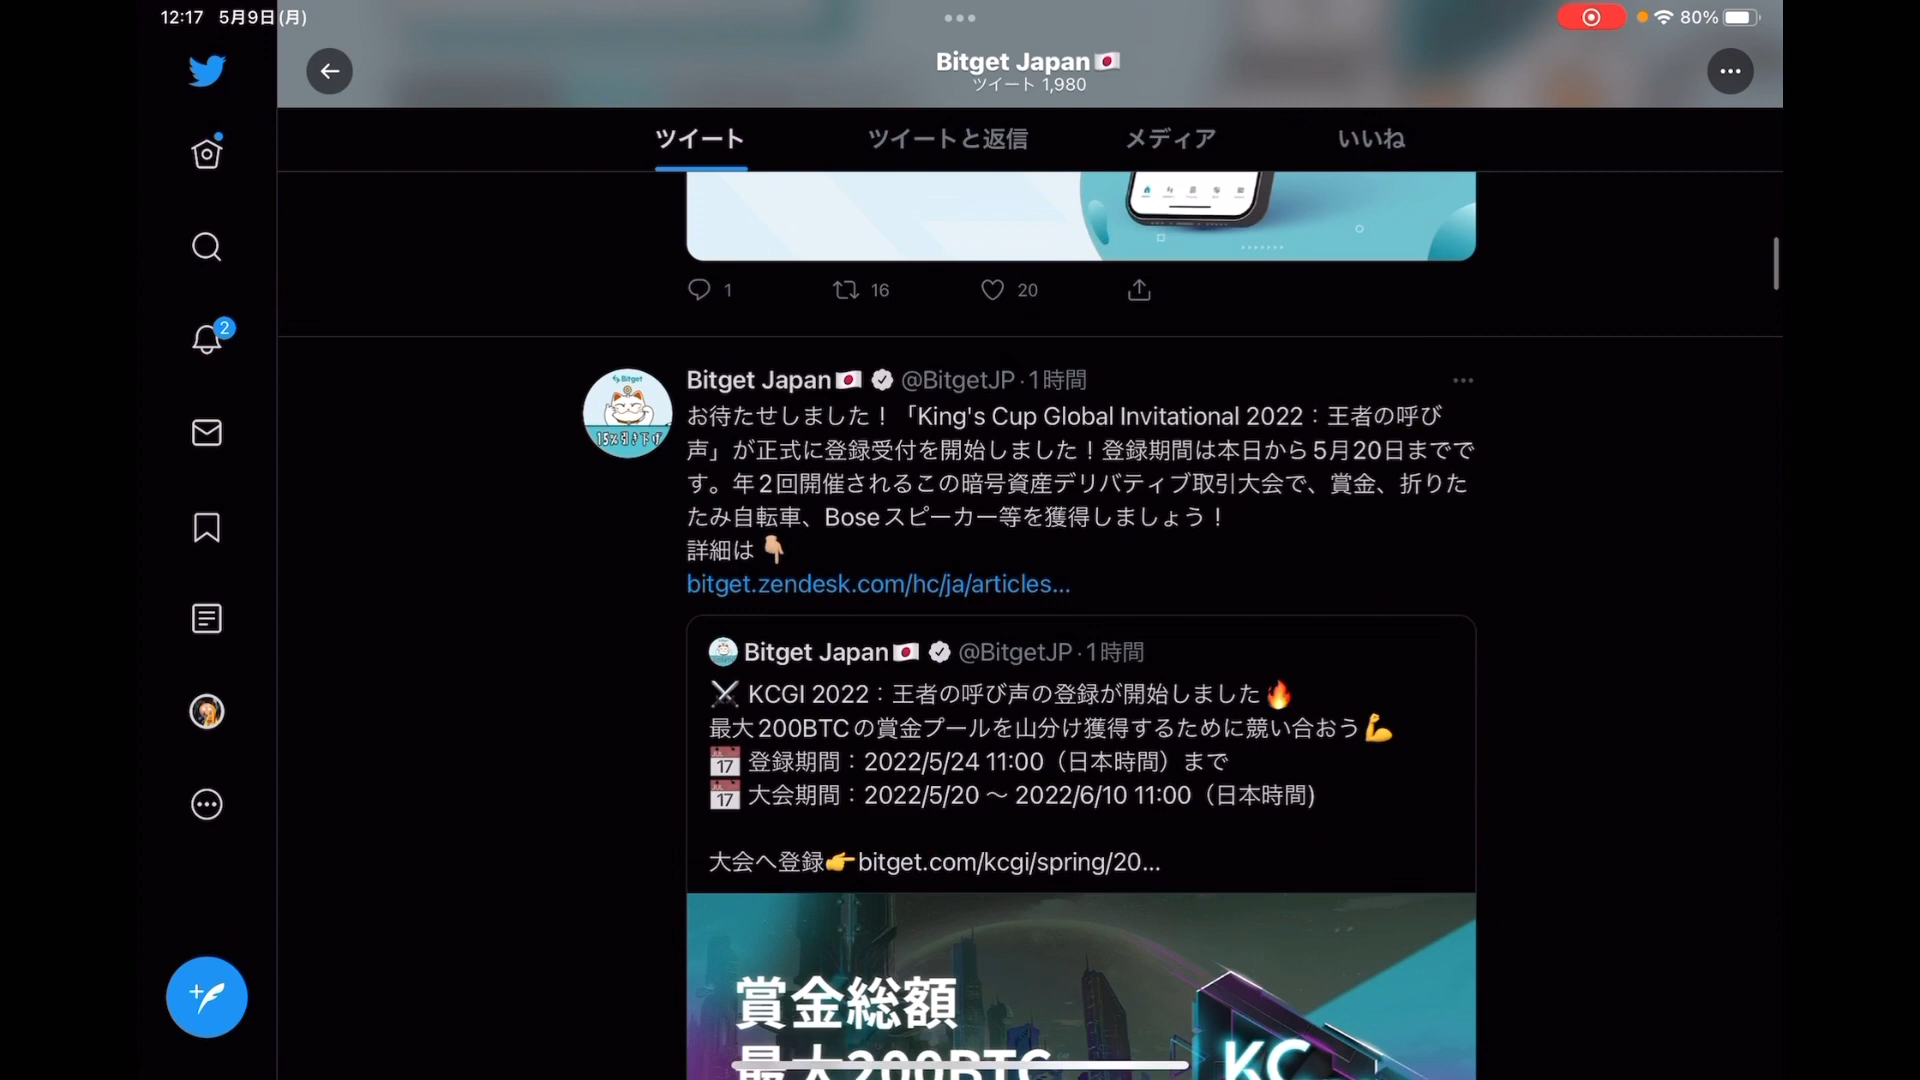 12:17 5月9日(月)
80%
Bitget Japan🇯🇵
ツイート 1,980
ツイート ツイートと返信 メディア いいね
1 16 20
2
Bitget Japan🇯🇵 @BitgetJP · 1時間
お待たせしました！「King's Cup Global Invitational 2022：王者の呼び
声」が正式に登録受付を開始しました！登録期間は本日から5月20日までで
す。年2回開催されるこの暗号資産デリバティブ取引大会で、賞金、折りた
たみ自転車、Boseスピーカー等を獲得しましょう！
詳細は👇🏼
bitget.zendesk.com/hc/ja/articles...
Bitget
15%引き下げ
Bitget Japan🇯🇵 @BitgetJP · 1時間
⚔ KCGI 2022：王者の呼び声の登録が開始しました🔥
最大200BTCの賞金プールを山分け獲得するために競い合おう💪
📅 登録期間：2022/5/24 11:00（日本時間）まで
📅 大会期間：2022/5/20 〜 2022/6/10 11:00（日本時間)
大会へ登録👉bitget.com/kcgi/spring/20...
賞金総額
最大200BTC
KC